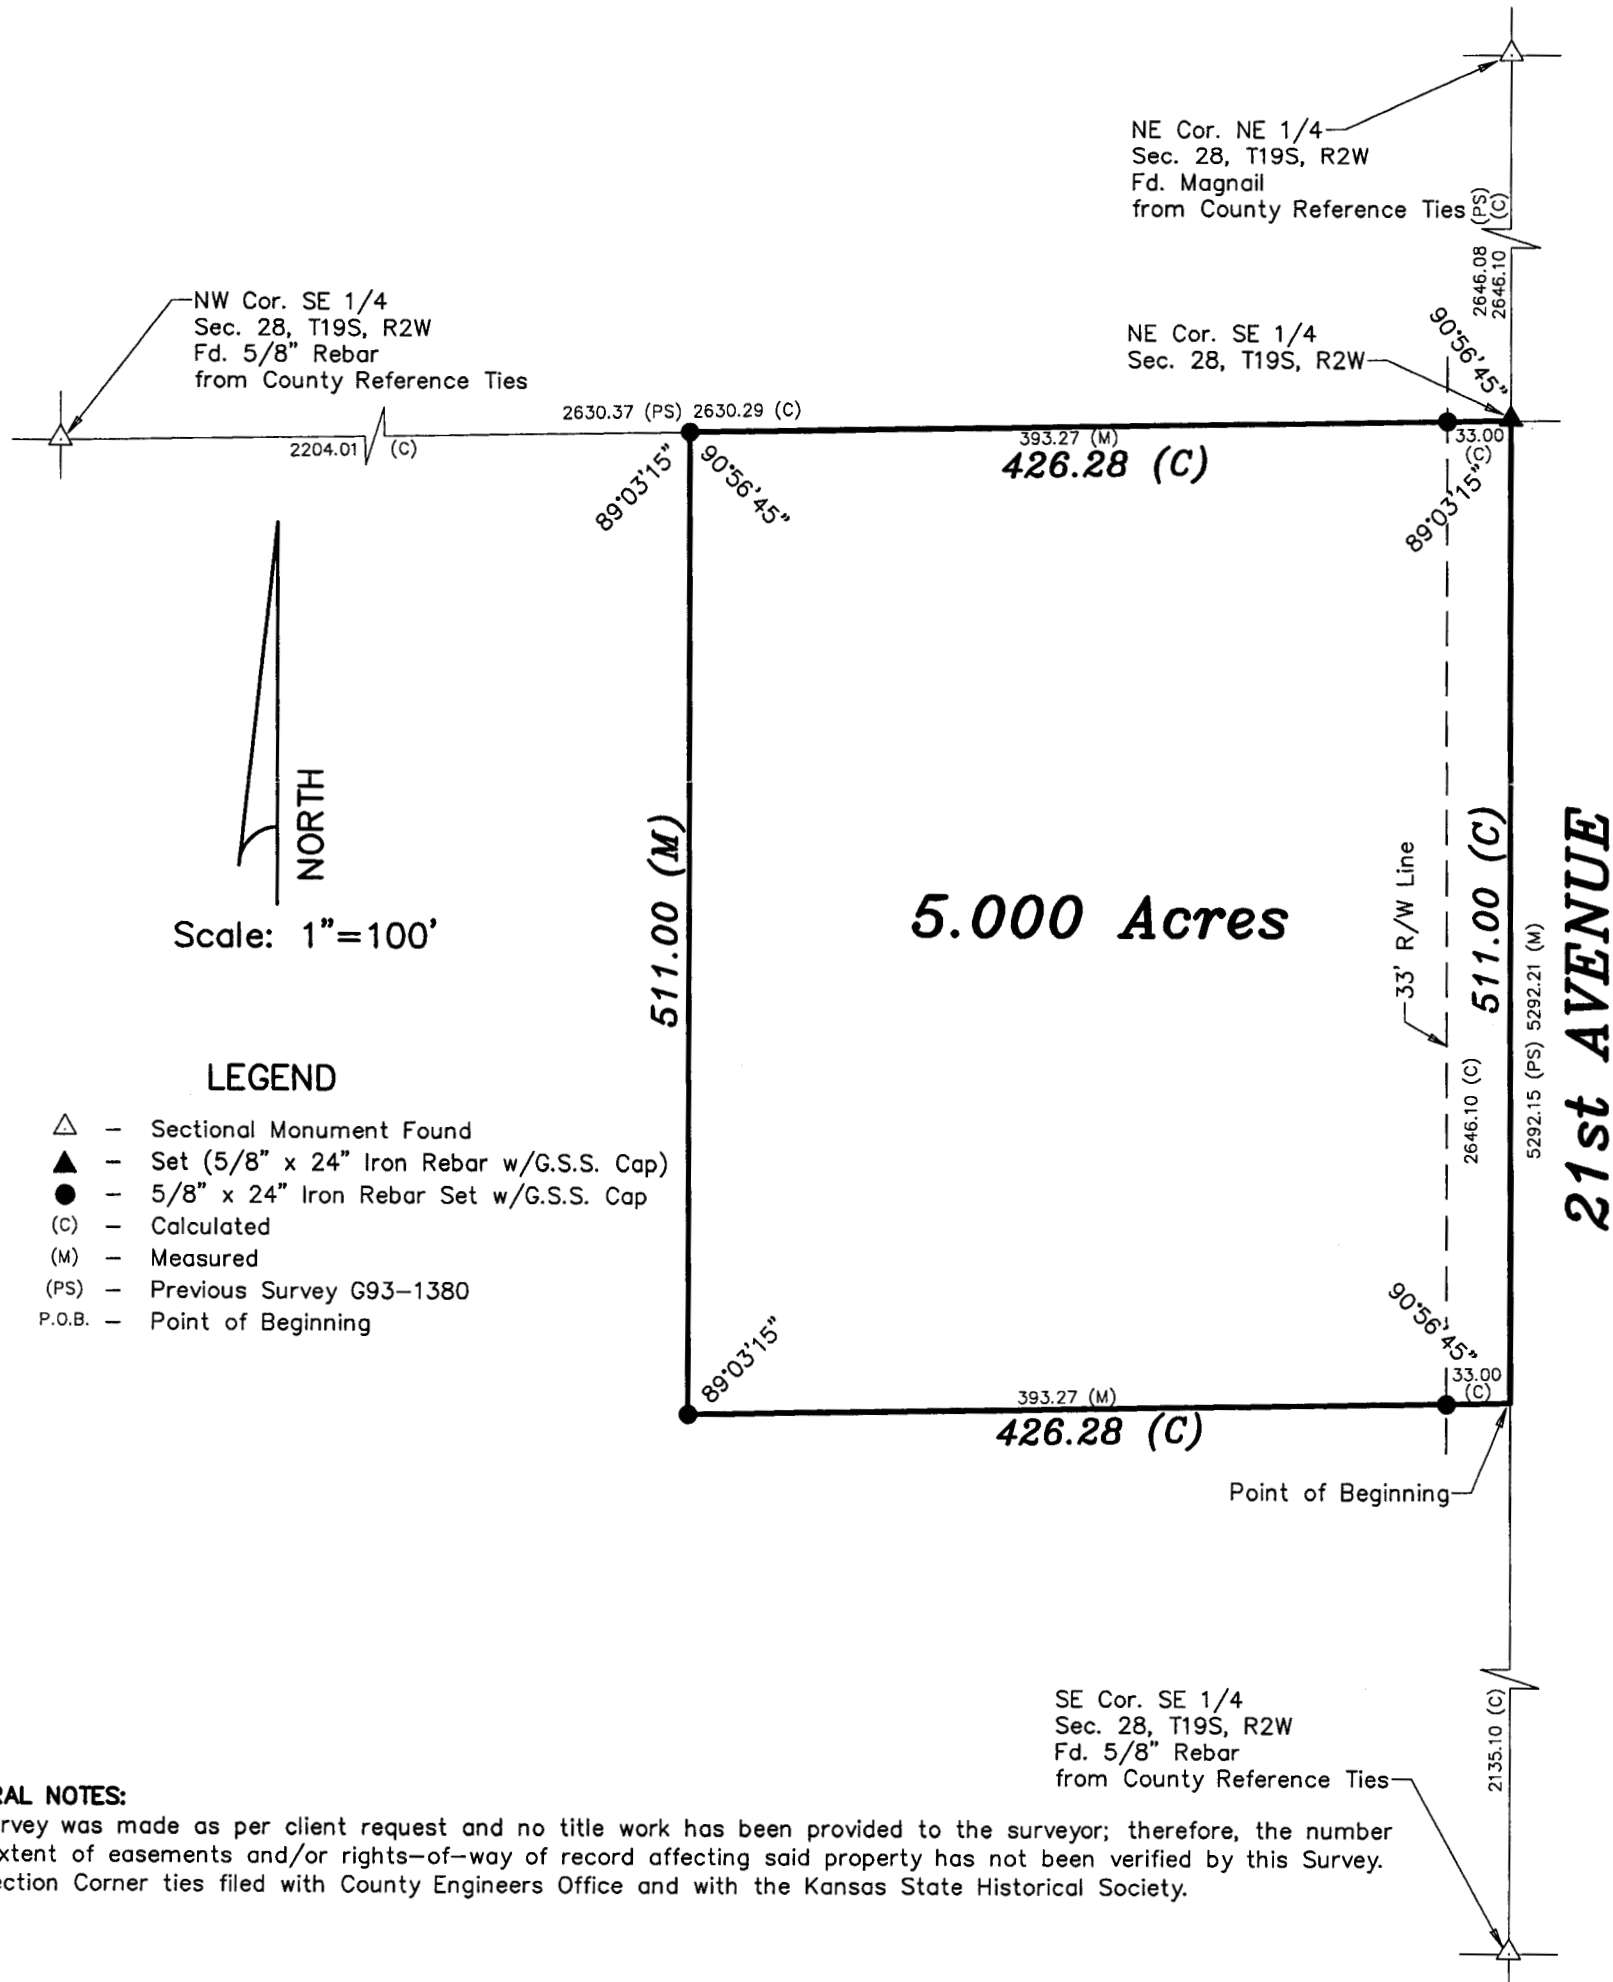 NE Cor. NE 1/4
Sec. 28, T19S, R2W
Fd. Magnail
from County Reference Ties
2646.08 (PS)
2646.10 (C)
NW Cor. SE 1/4
Sec. 28, T19S, R2W
Fd. 5/8" Rebar
from County Reference Ties
NE Cor. SE 1/4
Sec. 28, T19S, R2W
90°56'45"
2630.37 (PS) 2630.29 (C)
2204.01 (C)
393.27 (M)
426.28 (C)
33.00
(C)
89°03'15"
90°56'45"
89°03'15"
NORTH
Scale: 1"=100'
511.00 (M)
5.000 Acres
33' R/W Line
511.00 (C)
2646.10 (C)
5292.15 (PS) 5292.21 (M)
21st AVENUE
LEGEND
△ – Sectional Monument Found
▲ – Set (5/8" x 24" Iron Rebar w/G.S.S. Cap)
● – 5/8" x 24" Iron Rebar Set w/G.S.S. Cap
(C) – Calculated
(M) – Measured
(PS) – Previous Survey G93–1380
P.O.B. – Point of Beginning
89°03'15"
90°56'45"
393.27 (M)
426.28 (C)
33.00
(C)
Point of Beginning
SE Cor. SE 1/4
Sec. 28, T19S, R2W
Fd. 5/8" Rebar
from County Reference Ties
2135.10 (C)
RAL NOTES:
rvey was made as per client request and no title work has been provided to the surveyor; therefore, the number
xtent of easements and/or rights–of–way of record affecting said property has not been verified by this Survey.
ection Corner ties filed with County Engineers Office and with the Kansas State Historical Society.